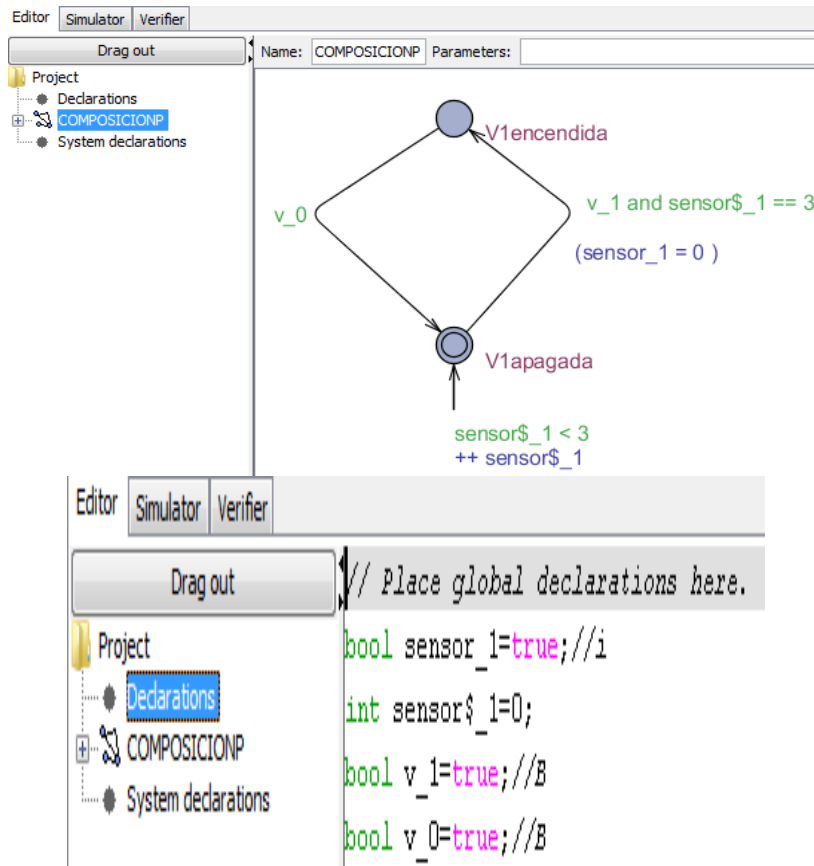 Editor Simulator Verifier
Drag out
Name: COMPOSICIONP Parameters:
Project
Declarations
COMPOSICIONP
System declarations
V1encendida
v_0
v_1 and sensor$_1 == 3
(sensor_1 = 0 )
V1apagada
sensor$_1 < 3
++ sensor$_1
Editor Simulator Verifier
Drag out
Project
Declarations
COMPOSICIONP
System declarations
// Place global declarations here.
bool sensor_1=true;//i
int sensor$_1=0;
bool v_1=true;//B
bool v_0=true;//B